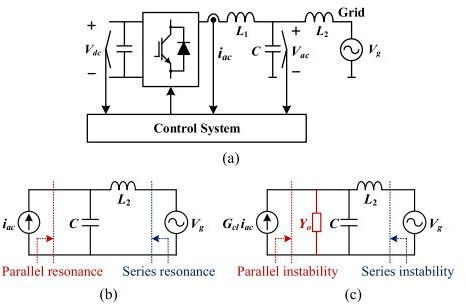 Grid
+
V_dc
−
L_1
i_ac
C
+
V_ac
−
L_2
V_g
Control System
(a)
i_ac
C
L_2
V_g
Parallel resonance
Series resonance
(b)
G_cl i_ac
Y_o
C
L_2
V_g
Parallel instability
Series instability
(c)